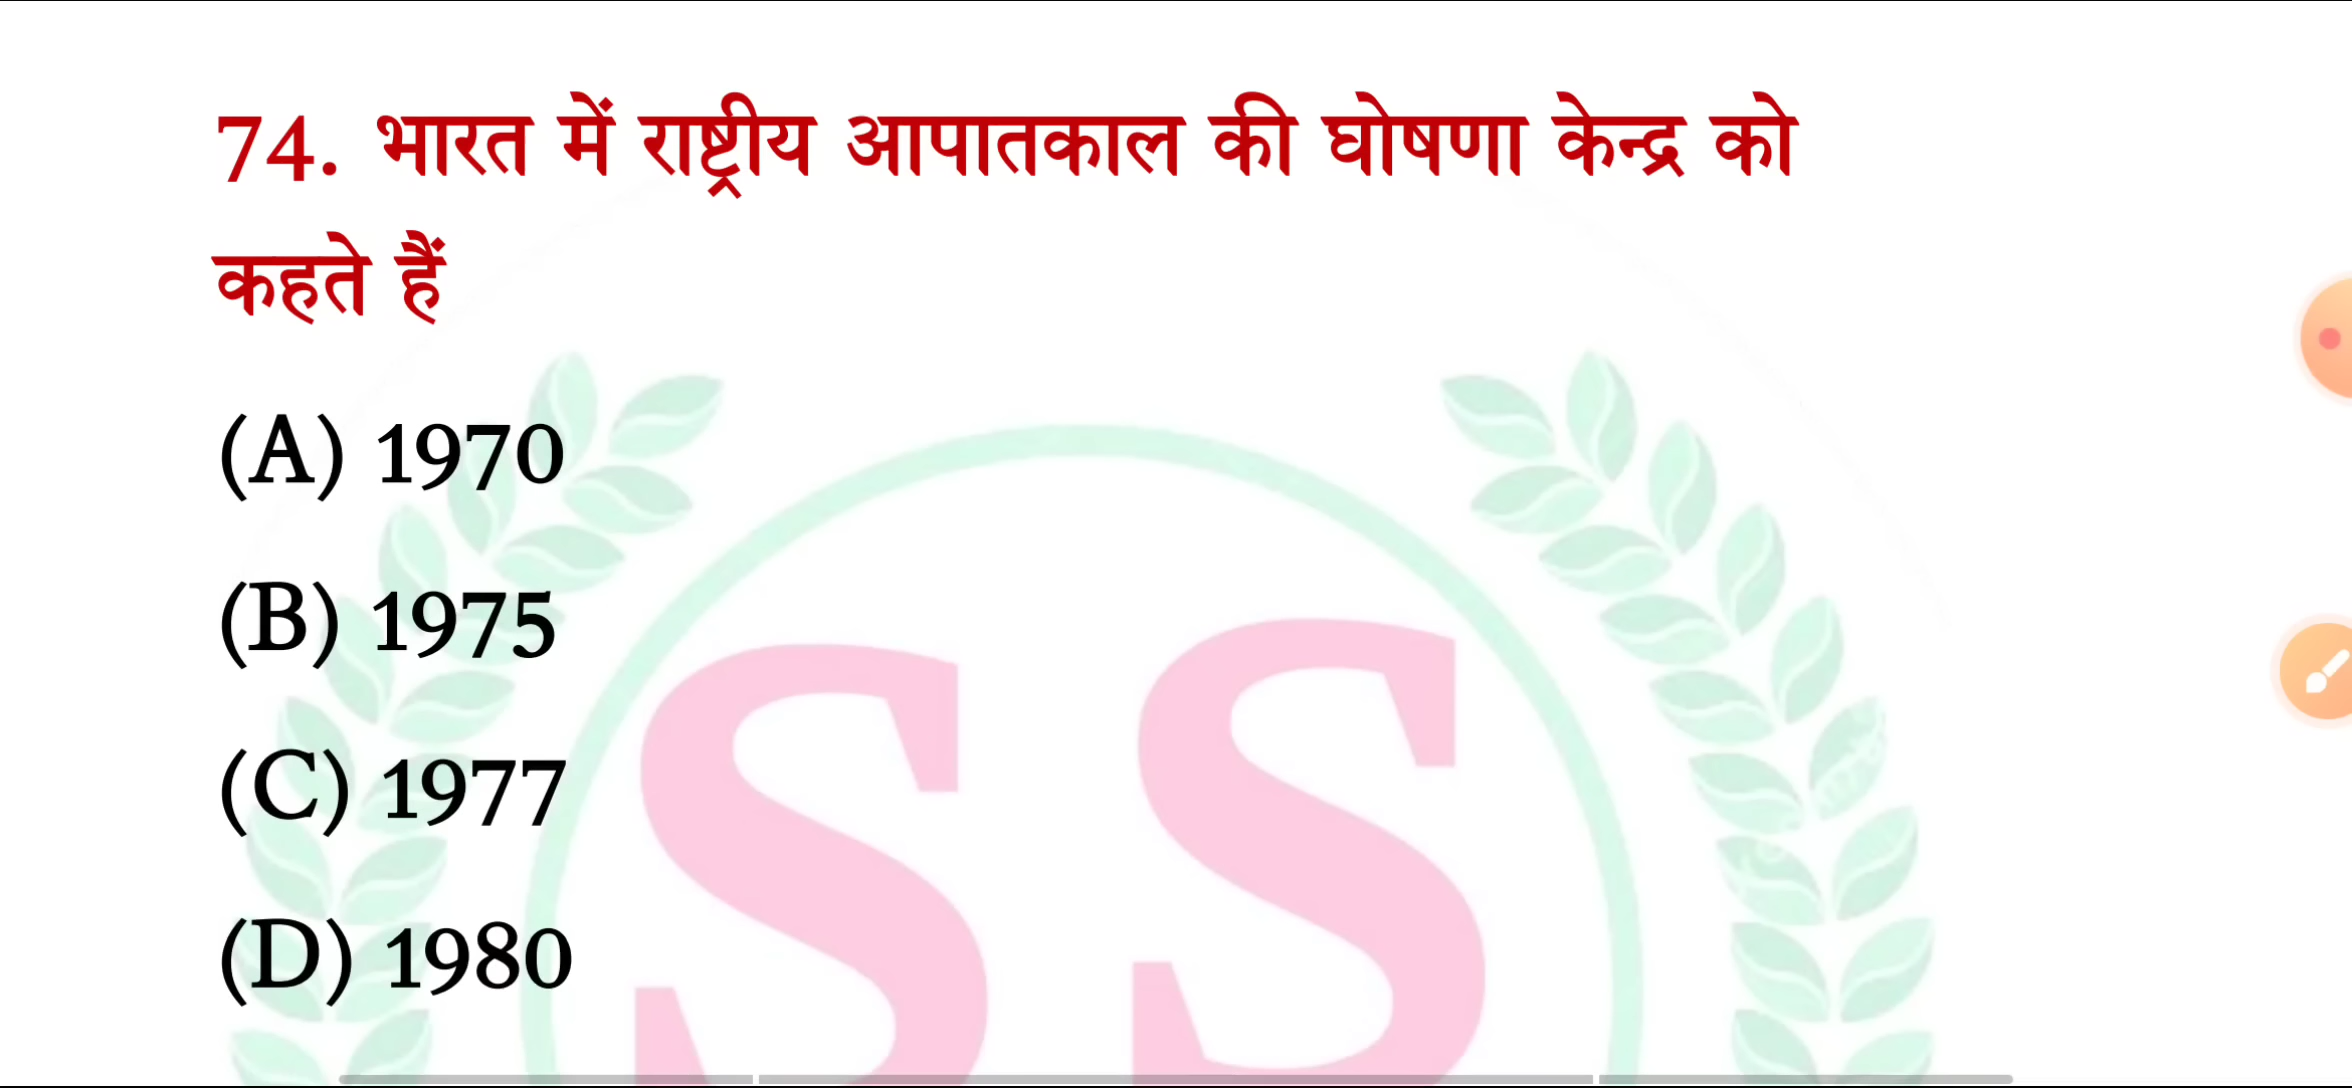 74. भारत में राष्ट्रीय आपातकाल की घोषणा केन्द्र को
कहते हैं
(A) 1970
(B) 1975
(C) 1977
(D) 1980
S S